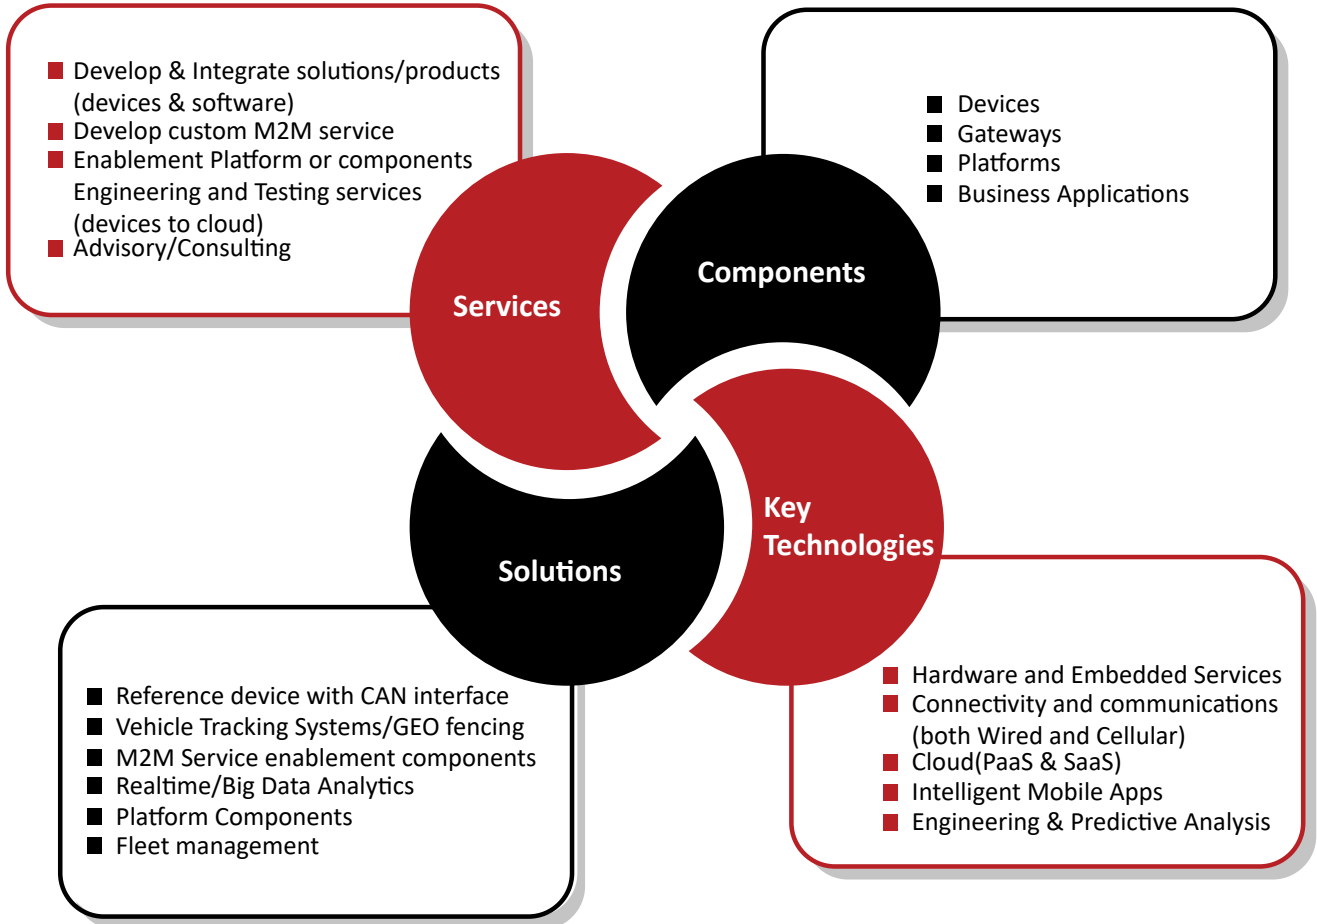 Develop & Integrate solutions/products
(devices & software)
Develop custom M2M service
Enablement Platform or components
Engineering and Testing services
(devices to cloud)
Advisory/Consulting
Services
Devices
Gateways
Platforms
Business Applications
Components
Solutions
Reference device with CAN interface
Vehicle Tracking Systems/GEO fencing
M2M Service enablement components
Realtime/Big Data Analytics
Platform Components
Fleet management
Key
Technologies
Hardware and Embedded Services
Connectivity and communications
(both Wired and Cellular)
Cloud(PaaS & SaaS)
Intelligent Mobile Apps
Engineering & Predictive Analysis